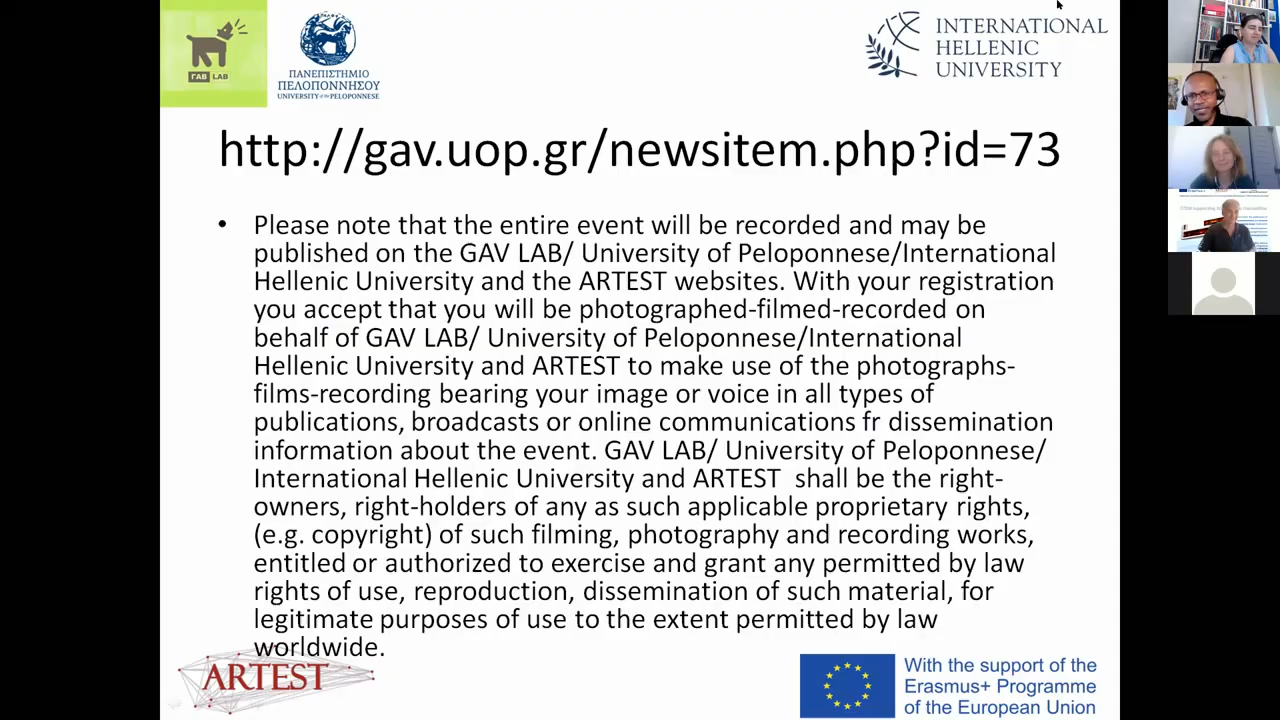 ΓΑΒ LAB
ΠΑΝΕΠΙΣΤΗΜΙΟ
ΠΕΛΟΠΟΝΝΗΣΟΥ
UNIVERSITY of the PELOPONNESE
INTERNATIONAL
HELLENIC
UNIVERSITY
http://gav.uop.gr/newsitem.php?id=73
• Please note that the entire event will be recorded and may be
published on the GAV LAB/ University of Peloponnese/International
Hellenic University and the ARTEST websites. With your registration
you accept that you will be photographed-filmed-recorded on
behalf of GAV LAB/ University of Peloponnese/International
Hellenic University and ARTEST to make use of the photographs-
films-recording bearing your image or voice in all types of
publications, broadcasts or online communications fr dissemination
information about the event. GAV LAB/ University of Peloponnese/
International Hellenic University and ARTEST  shall be the right-
owners, right-holders of any as such applicable proprietary rights,
(e.g. copyright) of such filming, photography and recording works,
entitled or authorized to exercise and grant any permitted by law
rights of use, reproduction, dissemination of such material, for
legitimate purposes of use to the extent permitted by law
worldwide.
ARTEST
With the support of the
Erasmus+ Programme
of the European Union